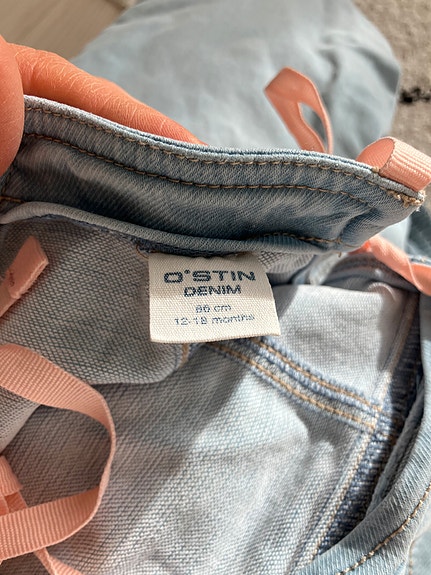 O'STIN
DENIM
86 cm
12-18 months